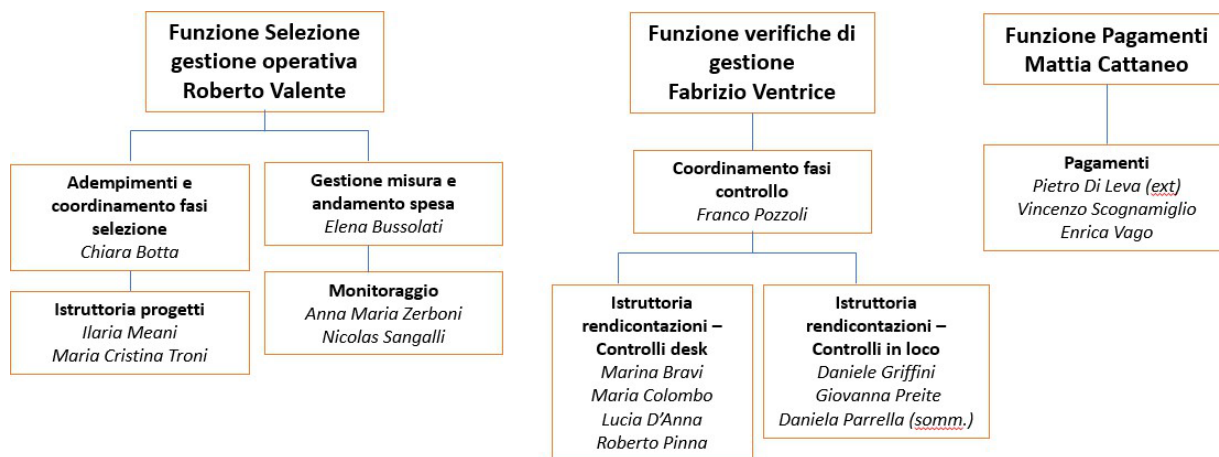 Funzione Selezione
gestione operativa
Roberto Valente
Adempimenti e
coordinamento fasi
selezione
Chiara Botta
Istruttoria progetti
Ilaria Meani
Maria Cristina Troni
Gestione misura e
andamento spesa
Elena Bussolati
Monitoraggio
Anna Maria Zerboni
Nicolas Sangalli
Funzione verifiche di
gestione
Fabrizio Ventrice
Coordinamento fasi
controllo
Franco Pozzoli
Istruttoria
rendicontazioni –
Controlli desk
Marina Bravi
Maria Colombo
Lucia D’Anna
Roberto Pinna
Istruttoria
rendicontazioni –
Controlli in loco
Daniele Griffini
Giovanna Preite
Daniela Parrella (somm.)
Funzione Pagamenti
Mattia Cattaneo
Pagamenti
Pietro Di Leva (ext)
Vincenzo Scognamiglio
Enrica Vago